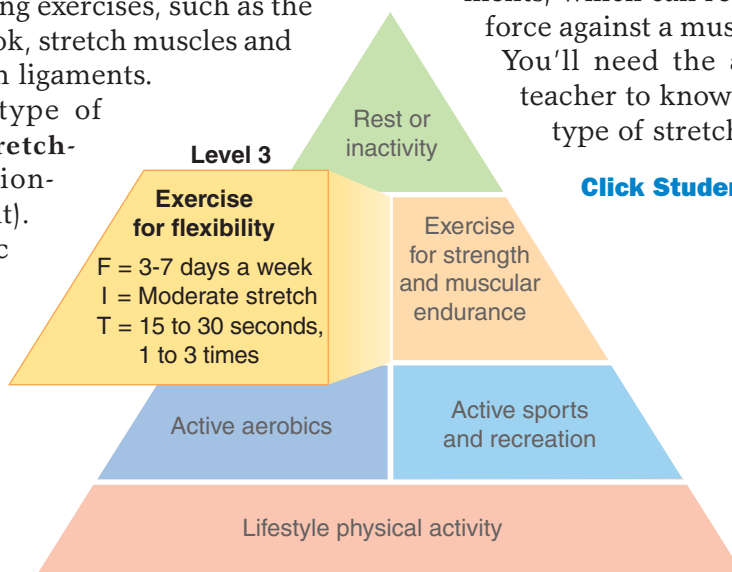 ng exercises, such as the
ok, stretch muscles and
n ligaments.
type of
retch-
ion-
t).
c
force against a mus
You'll need the a
teacher to know
type of stretch
Click Studen
Rest or
inactivity
Level 3
Exercise
for flexibility
F = 3-7 days a week
I = Moderate stretch
T = 15 to 30 seconds,
1 to 3 times
Exercise
for strength
and muscular
endurance
Active aerobics
Active sports
and recreation
Lifestyle physical activity